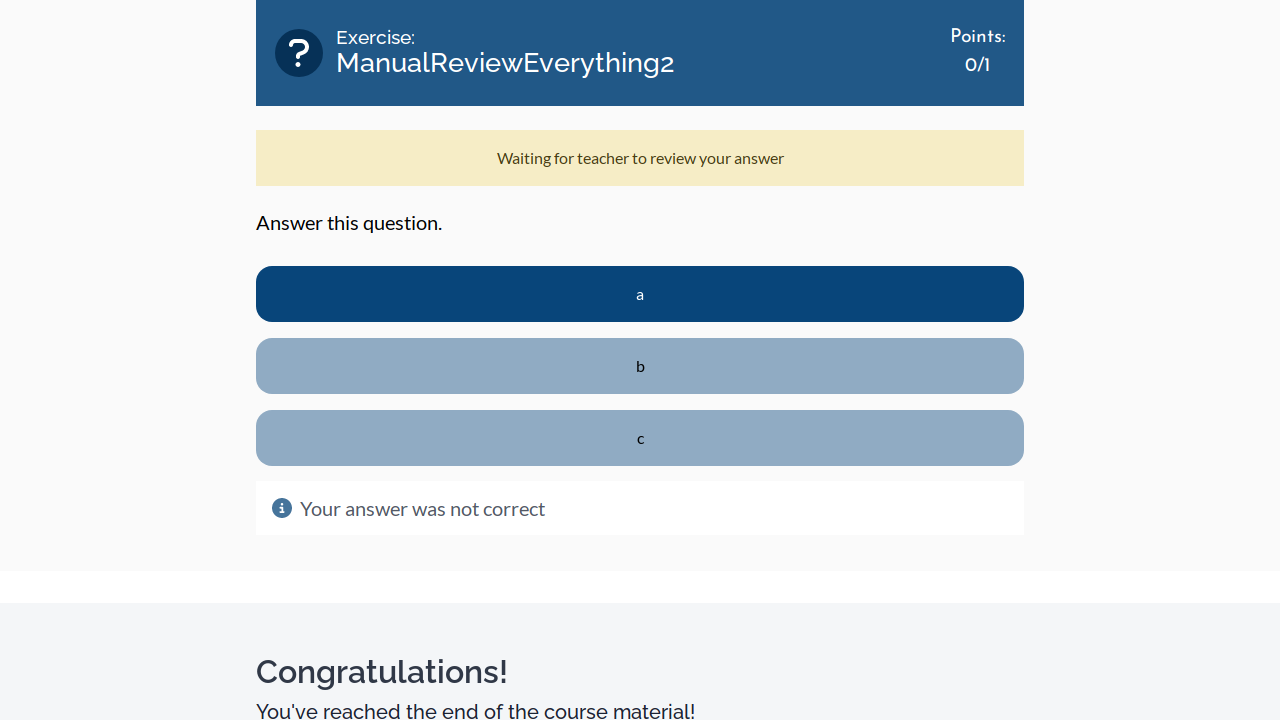 Exercise:
ManualReviewEverything2
Points:
0/1
Waiting for teacher to review your answer
Answer this question.
a
b
c
Your answer was not correct
Congratulations!
You've reached the end of the course material!